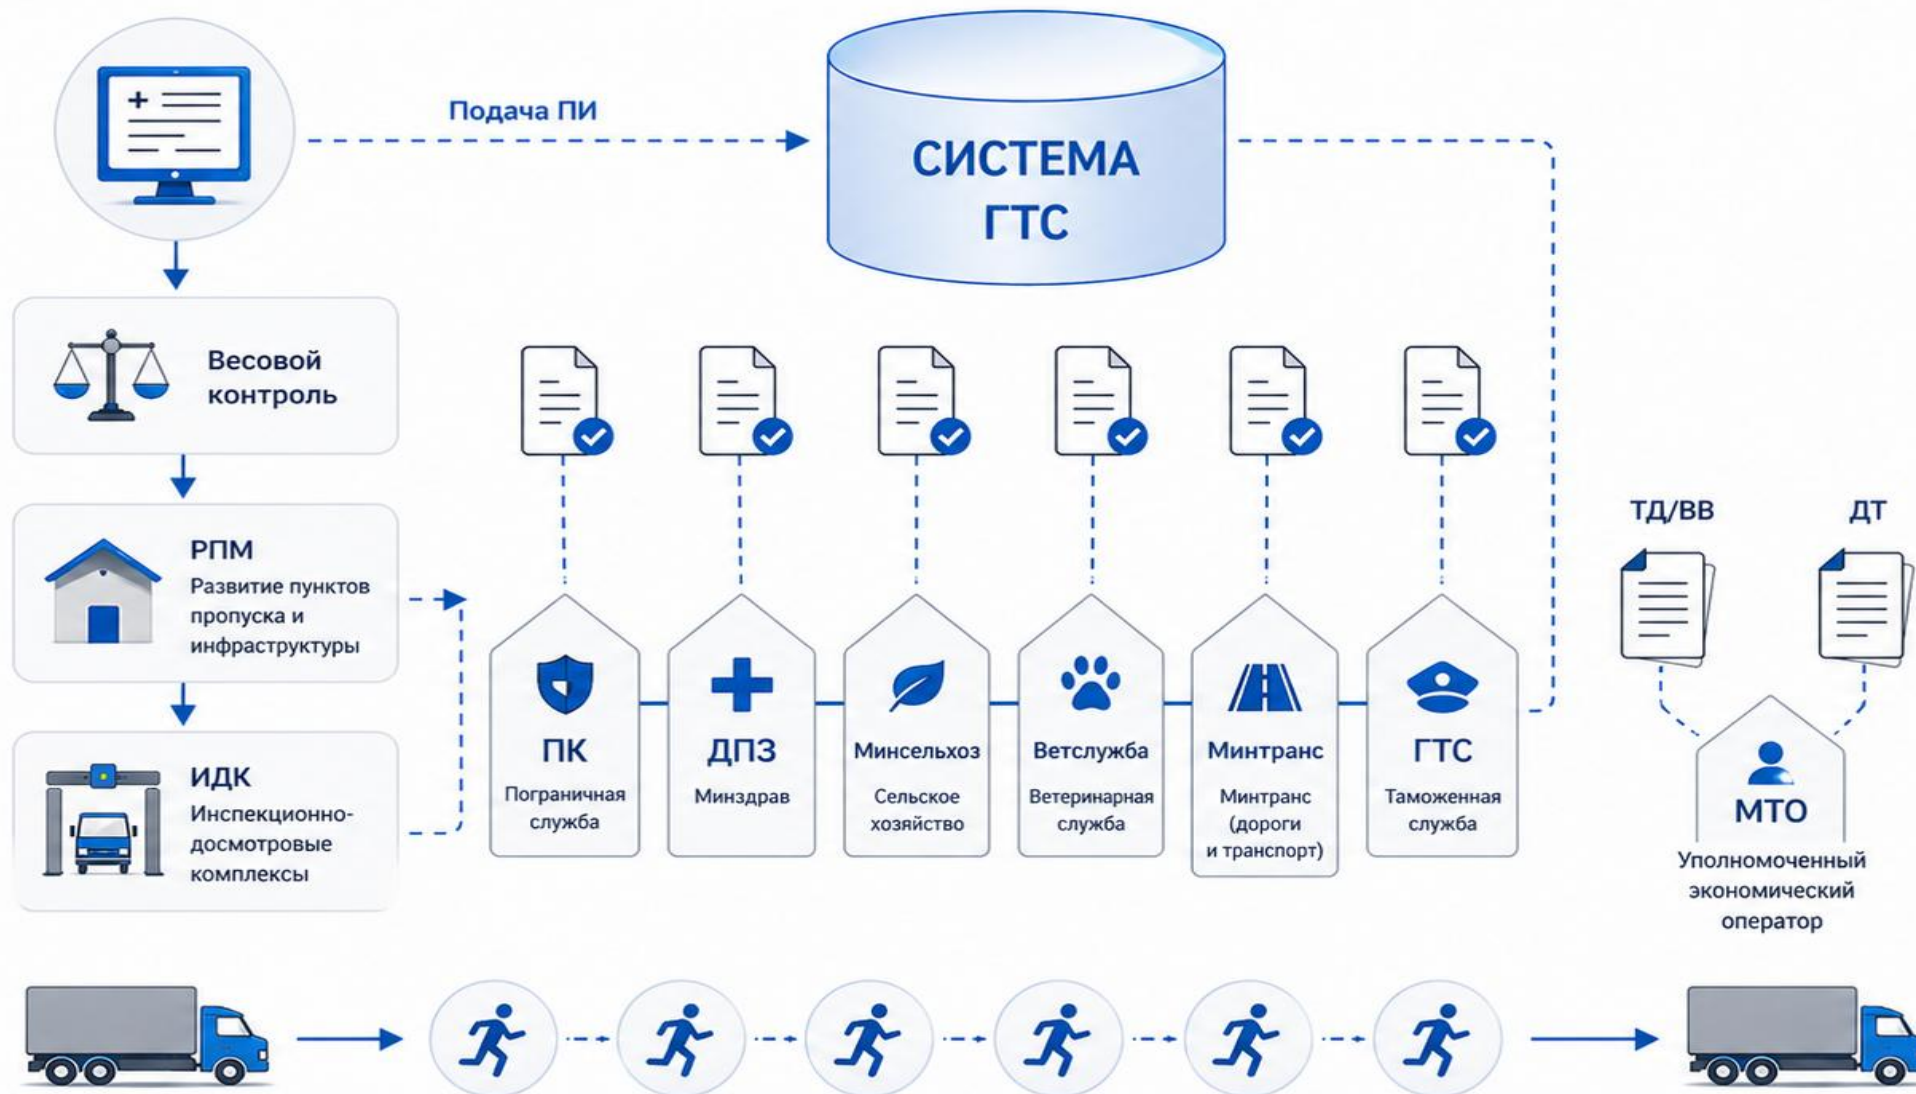 Подача ПИ
СИСТЕМА
ГТС
Весовой
контроль
РПМ
Развитие пунктов
пропуска и
инфраструктуры
ИДК
Инспекционно-
досмотровые
комплексы
ПК
Пограничная
служба
ДПЗ
Минздрав
Минсельхоз
Сельское
хозяйство
Ветслужба
Ветеринарная
служба
Минтранс
Минтранс
(дороги
и транспорт)
ГТС
Таможенная
служба
ТД/ВВ
ДТ
МТО
Уполномоченный
экономический
оператор